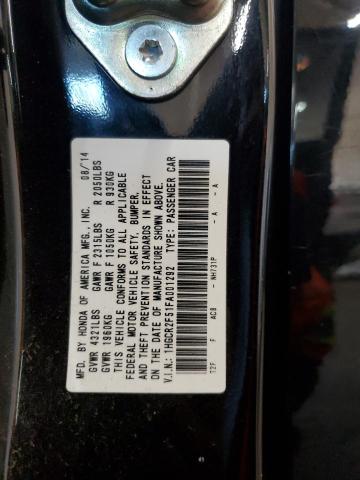 MFD. BY HONDA OF AMERICA MFG., INC. 08/14
GVWR 4321LBS GAWR F 2315LBS R 2050LBS
GVWR 1960KG GAWR F 1050KG R 930KG
THIS VEHICLE CONFORMS TO ALL APPLICABLE
FEDERAL MOTOR VEHICLE SAFETY, BUMPER,
AND THEFT PREVENTION STANDARDS IN EFFECT
ON THE DATE OF MANUFACTURE SHOWN ABOVE.
V.I.N.: 1HGCR2F51FA001292 TYPE: PASSENGER CAR
T2F F AC8 - NH731P - A - A